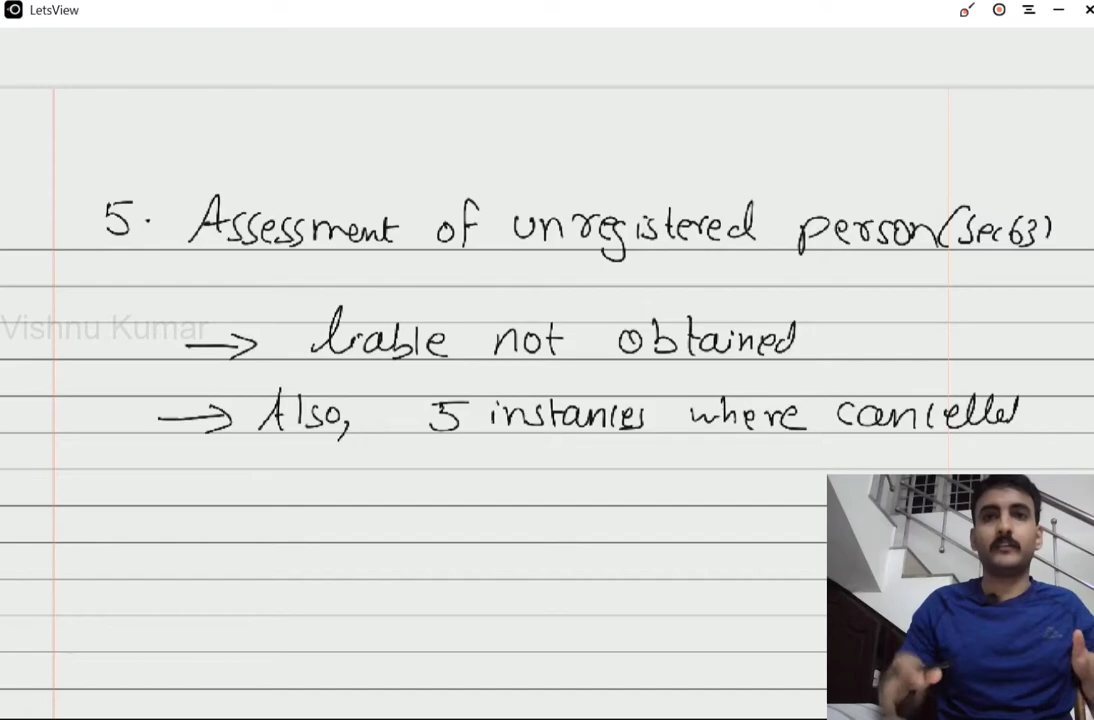 LetsView
5. Assessment of unregistered person (Sec 63)
Vishnu Kumar
→ liable not obtained
→ Also, 5 instances where cancelled